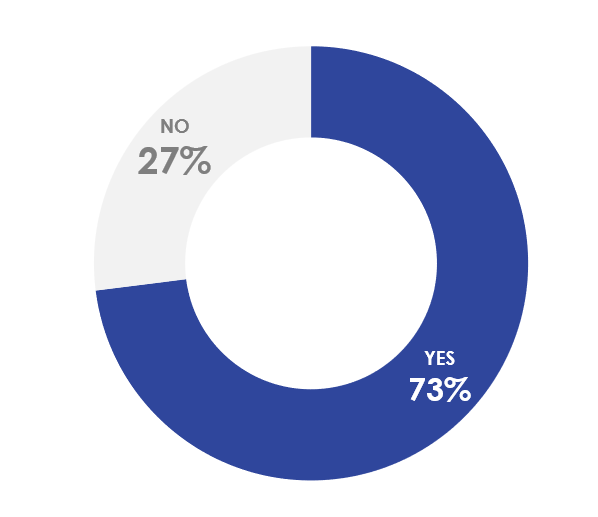 NO
27%
YES
73%